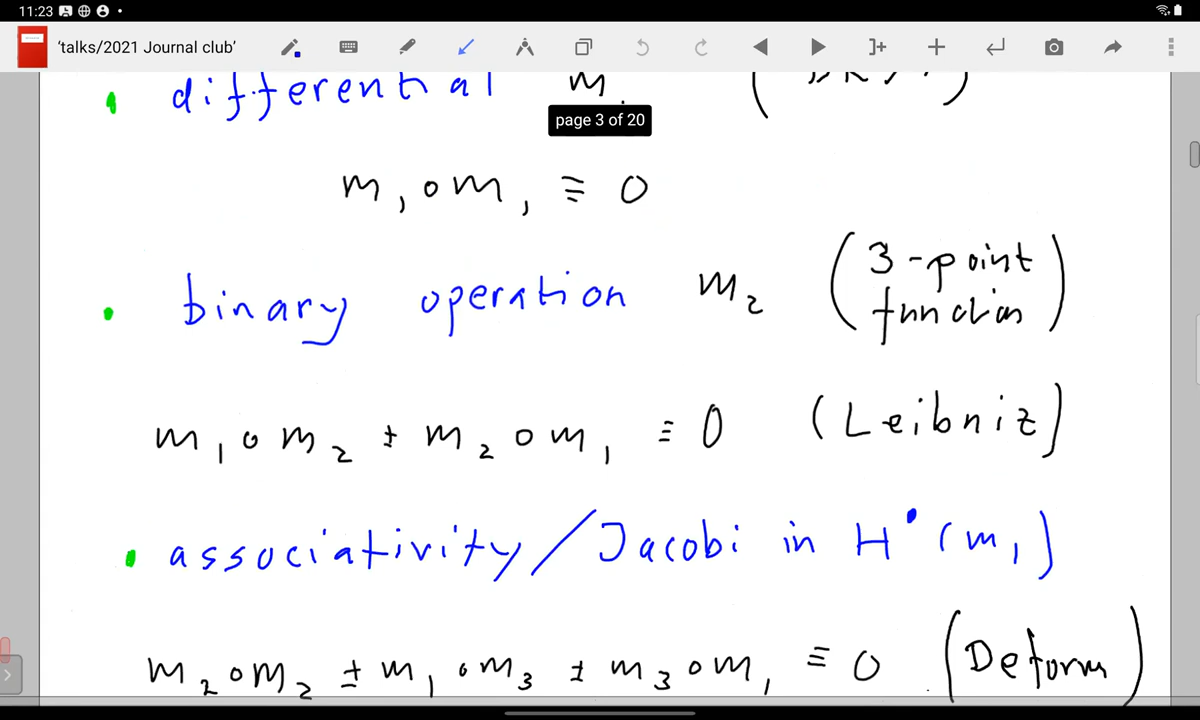 11:23
'talks/2021 Journal club'
• differential m₁
page 3 of 20
m₁ ∘ m₁ ≡ 0
• binary operation m₂ (3-point function)
m₁ ∘ m₂ ± m₂ ∘ m₁ ≡ 0 (Leibniz)
• associativity/Jacobi in H•(m₁)
m₂ ∘ m₂ ± m₁ ∘ m₃ ± m₃ ∘ m₁ ≡ 0 (Deform)